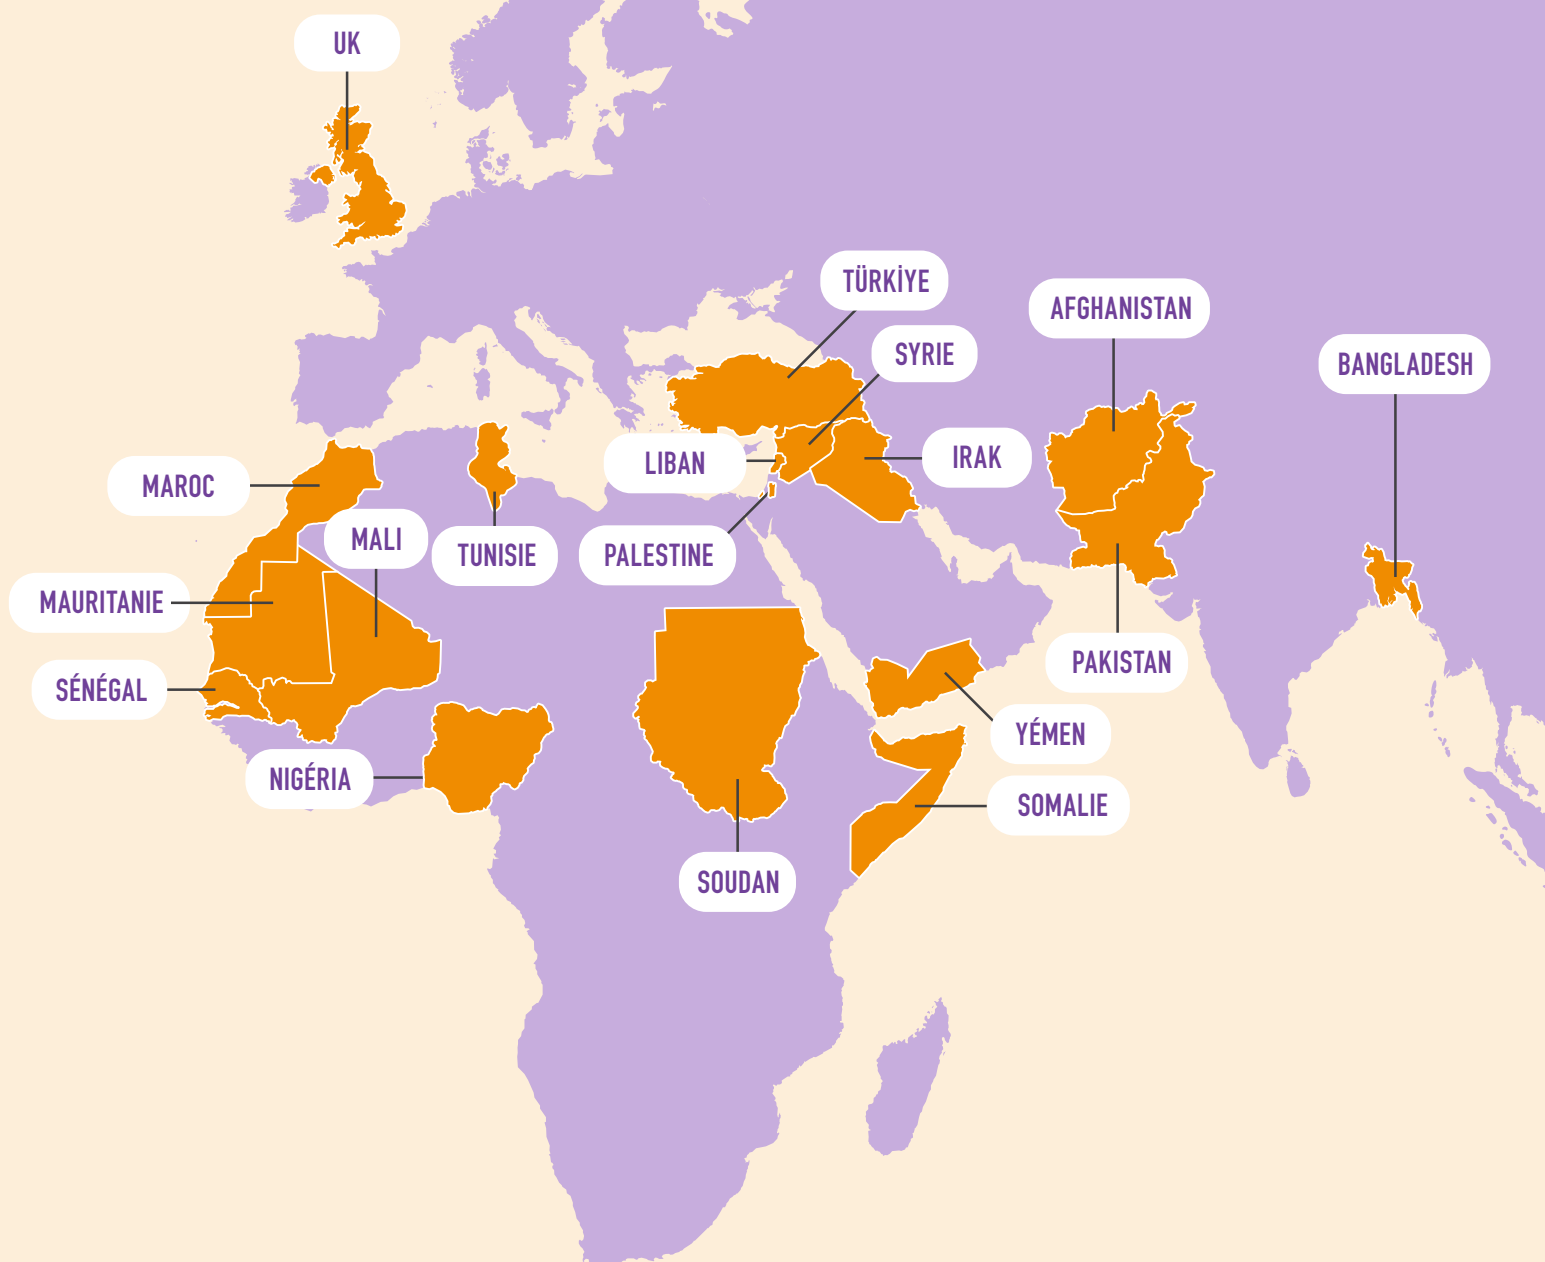 UK
TÜRKİYE
AFGHANISTAN
SYRIE
BANGLADESH
LIBAN
IRAK
MAROC
MALI
TUNISIE
PALESTINE
MAURITANIE
PAKISTAN
SÉNÉGAL
YÉMEN
NIGÉRIA
SOMALIE
SOUDAN